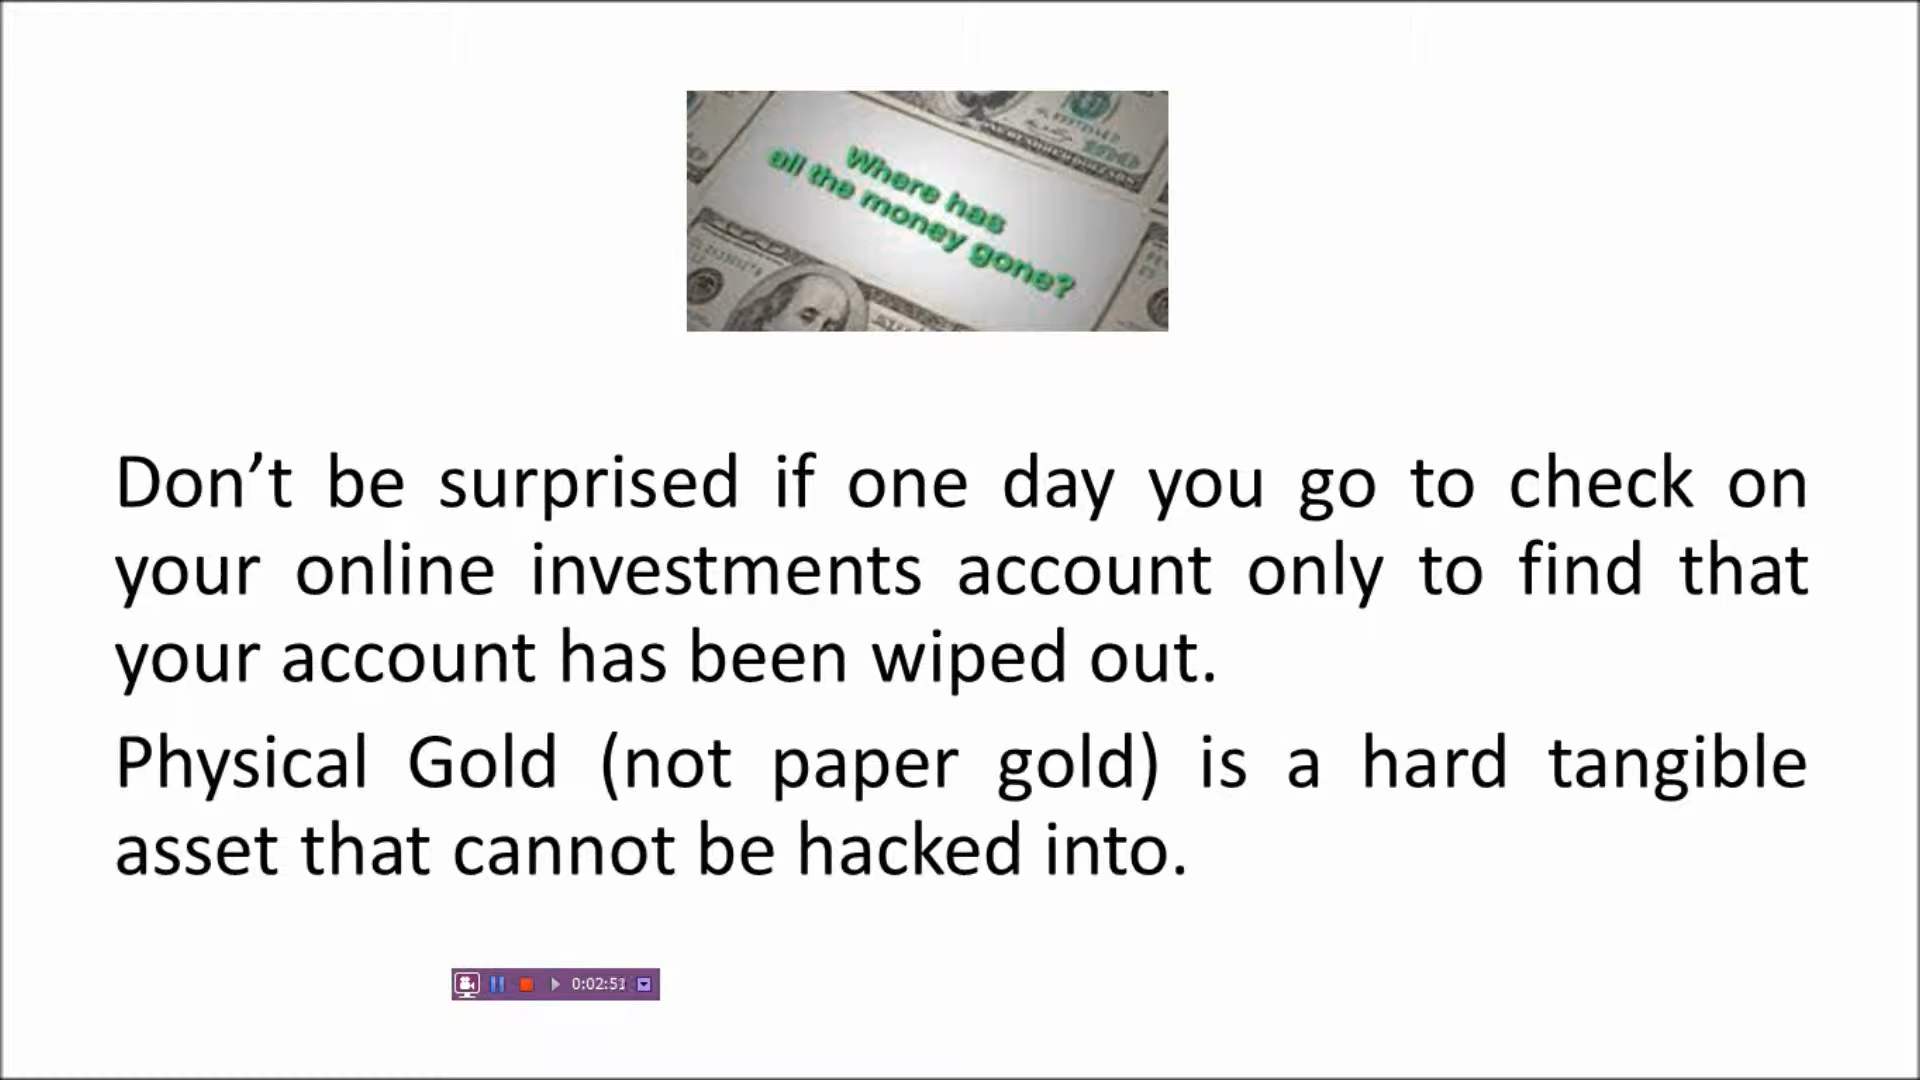 Where has
all the money gone?
100
Don’t be surprised if one day you go to check on
your online investments account only to find that
your account has been wiped out.
Physical Gold (not paper gold) is a hard tangible
asset that cannot be hacked into.
0:02:51